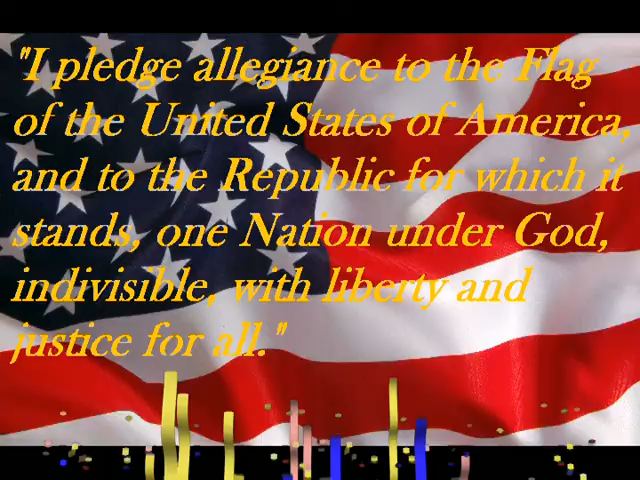 "I pledge allegiance to the Flag
of the United States of America,
and to the Republic for which it
stands, one Nation under God,
indivisible, with liberty and
justice for all."